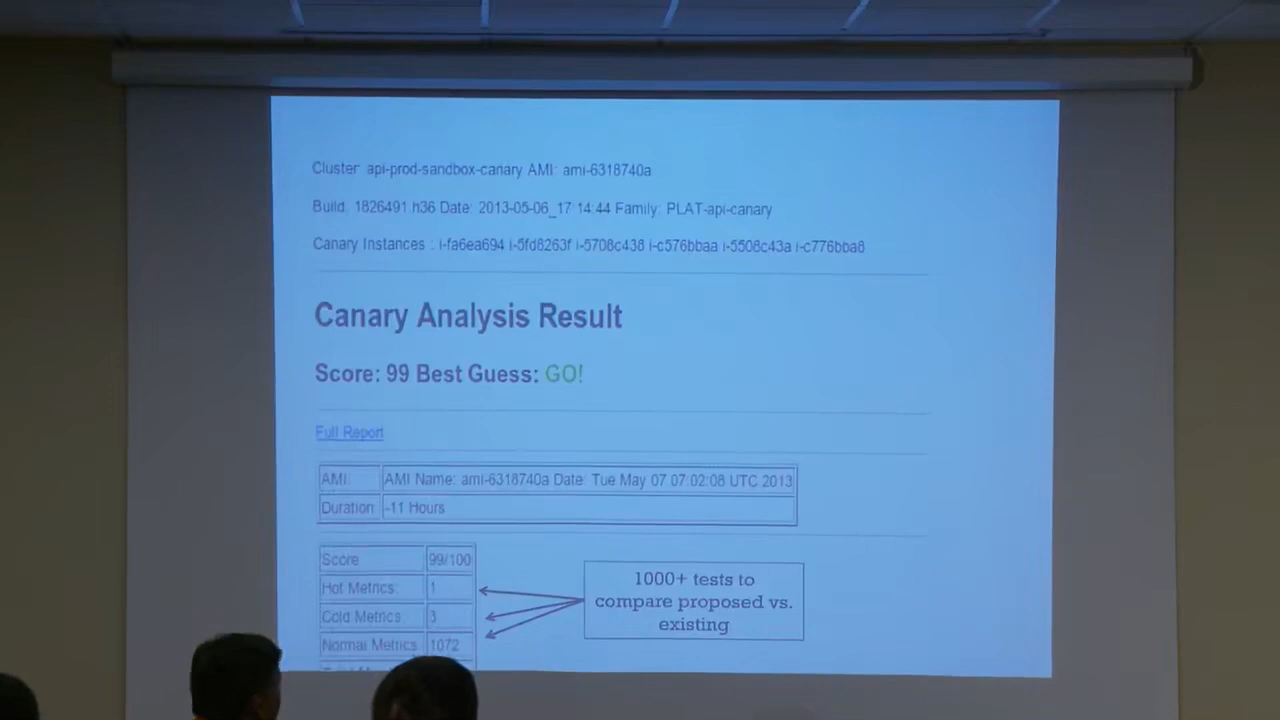 Cluster: api-prod-sandbox-canary AMI: ami-6318740a
Build: 1826491.h36 Date: 2013-05-06_17:14:44 Family: PLAT-api-canary
Canary Instances : i-fa6ea694 i-5fd8263f i-5708c438 i-c576bbaa i-5508c43a i-c776bba8
Canary Analysis Result
Score: 99 Best Guess: GO!
Full Report
AMI: AMI Name: ami-6318740a Date: Tue May 07 07:02:08 UTC 2013
Duration: -11 Hours
Score 99/100
Hot Metrics: 1
Cold Metrics 3
Normal Metrics 1072
1000+ tests to
compare proposed vs.
existing